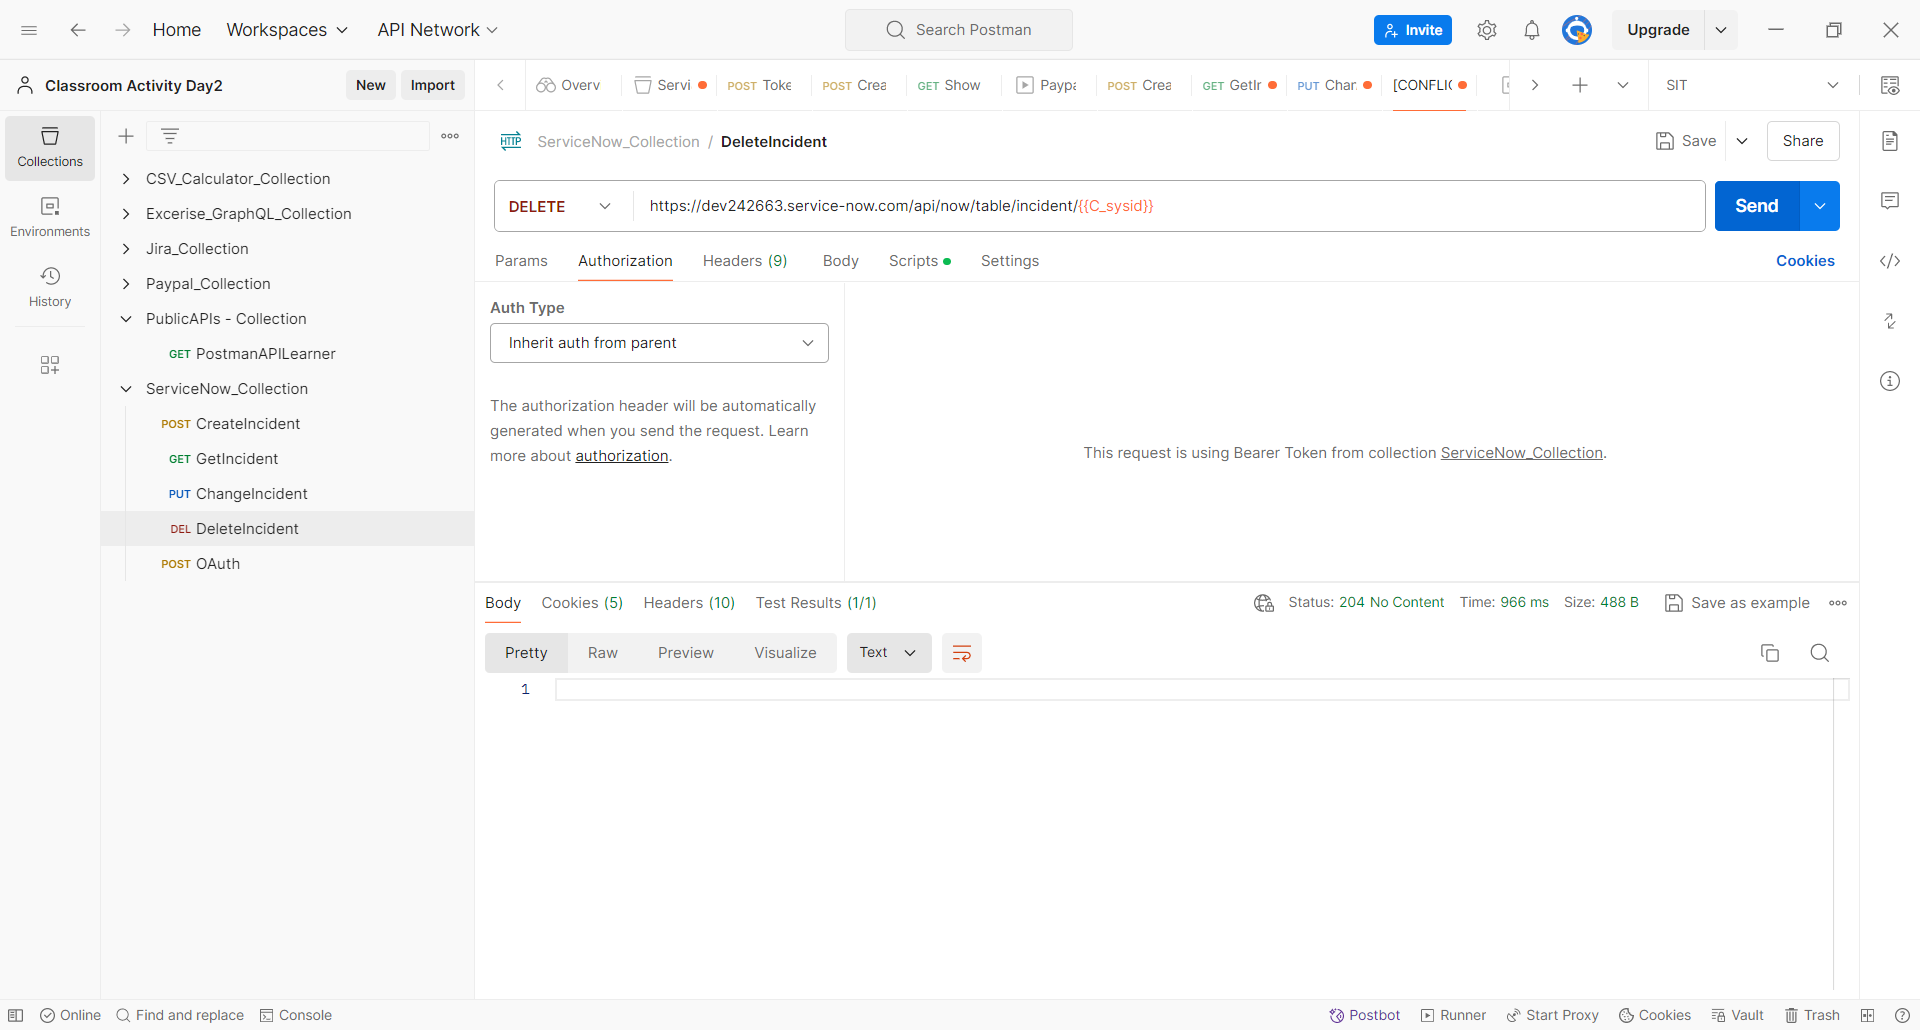 Home Workspaces API Network Search Postman Invite Upgrade
Classroom Activity Day2 New Import Overv Servi POST Toke POST Crea GET Show Paypa POST Crea GET GetIr PUT Char [CONFLIC SIT
Collections
Environments
History
CSV_Calculator_Collection
Excerise_GraphQL_Collection
Jira_Collection
Paypal_Collection
PublicAPIs - Collection
GET PostmanAPILearner
ServiceNow_Collection
POST CreateIncident
GET GetIncident
PUT ChangeIncident
DEL DeleteIncident
POST OAuth
HTTP ServiceNow_Collection / DeleteIncident Save Share
DELETE https://dev242663.service-now.com/api/now/table/incident/{{C_sysid}} Send
Params Authorization Headers (9) Body Scripts Settings Cookies
Auth Type
Inherit auth from parent
The authorization header will be automatically
generated when you send the request. Learn
more about authorization.
This request is using Bearer Token from collection ServiceNow_Collection.
Body Cookies (5) Headers (10) Test Results (1/1) Status: 204 No Content Time: 966 ms Size: 488 B Save as example
Pretty Raw Preview Visualize Text
1
Online Find and replace Console Postbot Runner Start Proxy Cookies Vault Trash